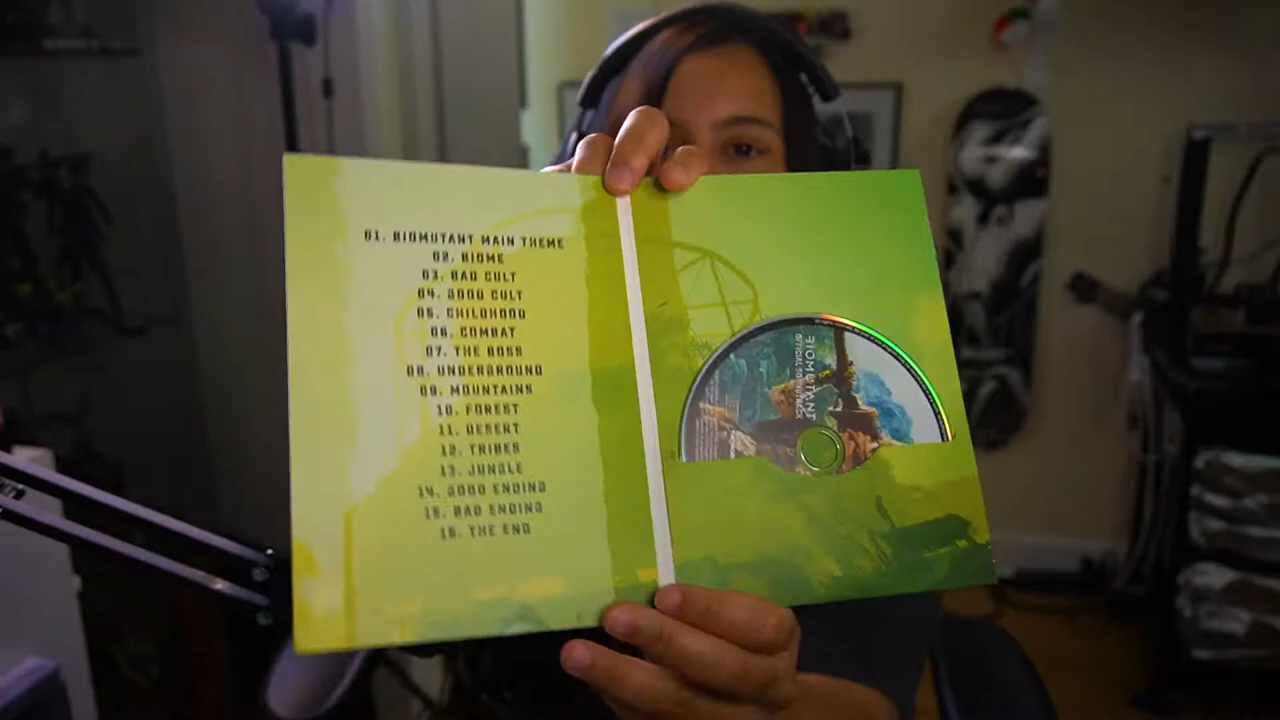 01. BIOMUTANT MAIN THEME
02. BIOME
03. BAD CULT
04. GOOD CULT
05. CHILDHOOD
06. COMBAT
07. THE BOSS
08. UNDERGROUND
09. MOUNTAINS
10. FOREST
11. DESERT
12. TRIBES
13. JUNGLE
14. GOOD ENDING
15. BAD ENDING
16. THE END
BIOMUTANT
OFFICIAL SOUNDTRACK